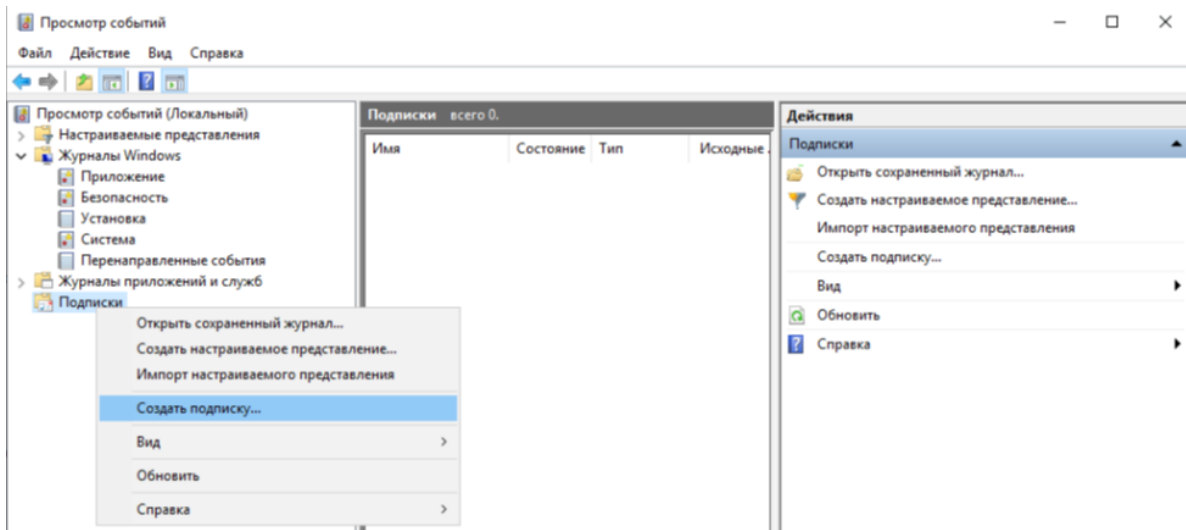 Просмотр событий
Файл Действие Вид Справка
Просмотр событий (Локальный)
Настраиваемые представления
Журналы Windows
Приложение
Безопасность
Установка
Система
Перенаправленные события
Журналы приложений и служб
Подписки
Открыть сохраненный журнал...
Создать настраиваемое представление...
Импорт настраиваемого представления
Создать подписку...
Вид
Обновить
Справка
Подписки всего 0.
Имя Состояние Тип Исходные .
Действия
Подписки
Открыть сохраненный журнал...
Создать настраиваемое представление...
Импорт настраиваемого представления
Создать подписку...
Вид
Обновить
Справка